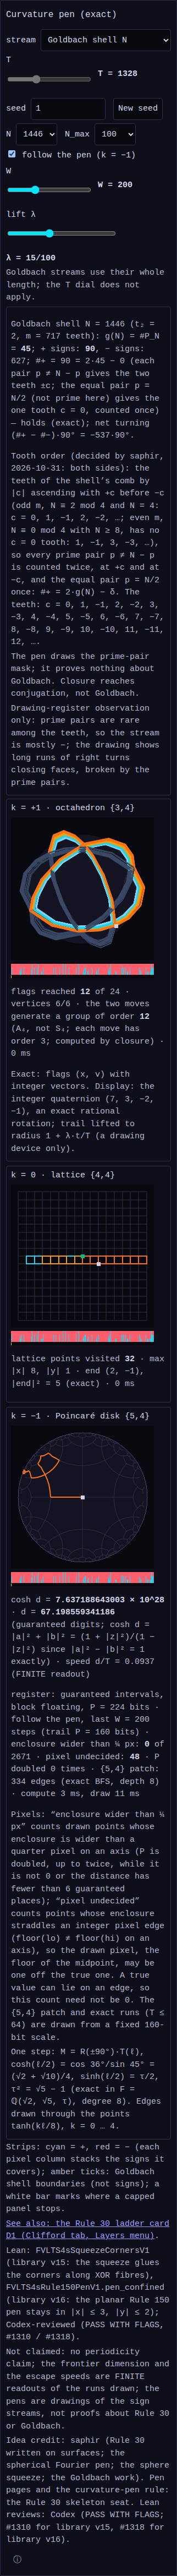 Curvature pen (exact)
stream Goldbach shell N
T
T = 1328
seed 1 New seed
N 1446 N_max 100
follow the pen (k = −1)
W
W = 200
lift λ
λ = 15/100
Goldbach streams use their whole
length; the T dial does not
apply.
Goldbach shell N = 1446 (t₂ =
2, m = 717 teeth): g(N) = #P_N
= 45; + signs: 90, − signs:
627; #+ = 90 = 2·45 − 0 (each
pair p ≠ N − p gives the two
teeth ±c; the equal pair p =
N/2 (not prime here) gives the
one tooth c = 0, counted once)
— holds (exact); net turning
(#+ − #−)·90° = −537·90°.
Tooth order (decided by saphir,
2026-10-31: both sides): the
teeth of the shell’s comb by
|c| ascending with +c before −c
(odd m, N ≡ 2 mod 4 and N = 4:
c = 0, 1, −1, 2, −2, …; even m,
N ≡ 0 mod 4 with N ≥ 8, has no
c = 0 tooth: 1, −1, 3, −3, …),
so every prime pair p ≠ N − p
is counted twice, at +c and at
−c, and the equal pair p = N/2
once: #+ = 2·g(N) − δ. The
teeth: c = 0, 1, −1, 2, −2, 3,
−3, 4, −4, 5, −5, 6, −6, 7, −7,
8, −8, 9, −9, 10, −10, 11, −11,
12, ….
The pen draws the prime-pair
mask; it proves nothing about
Goldbach. Closure reaches
conjugation, not Goldbach.
Drawing-register observation
only: prime pairs are rare
among the teeth, so the stream
is mostly −; the drawing shows
long runs of right turns
closing faces, broken by the
prime pairs.
k = +1 · octahedron {3,4}
flags reached 12 of 24 ·
vertices 6/6 · the two moves
generate a group of order 12
(A₄, not S₄; each move has
order 3; computed by closure) ·
0 ms
Exact: flags (x, v) with
integer vectors. Display: the
integer quaternion (7, 3, −2,
−1), an exact rational
rotation; trail lifted to
radius 1 + λ·t/T (a drawing
device only).
k = 0 · lattice {4,4}
lattice points visited 32 · max
|x| 8, |y| 1 · end (2, −1),
|end|² = 5 (exact) · 0 ms
k = −1 · Poincaré disk {5,4}
cosh d = 7.637188643003 × 10^28
· d = 67.198559341186
(guaranteed digits; cosh d =
|a|² + |b|² = (1 + |z|²)/(1 −
|z|²) since |a|² − |b|² = 1
exactly) · speed d/T = 0.0937
(FINITE readout)
register: guaranteed intervals,
block floating, P = 224 bits ·
follow the pen, last W = 200
steps (trail P = 160 bits) ·
enclosure wider than ¼ px: 0 of
2671 · pixel undecided: 48 · P
doubled 0 times · {5,4} patch:
334 edges (exact BFS, depth 8)
· compute 3 ms, draw 11 ms
Pixels: “enclosure wider than ¼
px” counts drawn points whose
enclosure is wider than a
quarter pixel on an axis (P is
doubled, up to twice, while it
is not 0 or the distance has
fewer than 6 guaranteed
places); “pixel undecided”
counts points whose enclosure
straddles an integer pixel edge
(floor(lo) ≠ floor(hi) on an
axis), so the drawn pixel, the
floor of the midpoint, may be
one off the true one. A true
value can lie on an edge, so
this count need not be 0. The
{5,4} patch and exact runs (T ≤
64) are drawn from a fixed 160-
bit scale.
One step: M = R(±90°)·T(ℓ),
cosh(ℓ/2) = cos 36°/sin 45° =
(√2 + √10)/4, sinh(ℓ/2) = τ/2,
τ² = √5 − 1 (exact in F =
ℚ(√2, √5, τ), degree 8). Edges
drawn through the points
tanh(kℓ/8), k = 0 … 4.
Strips: cyan = +, red = − (each
pixel column stacks the signs it
covers); amber ticks: Goldbach
shell boundaries (not signs); a
white bar marks where a capped
panel stops.
See also: the Rule 30 ladder card
D1 (Clifford tab, Layers menu).
Lean: FVLTS4sSqueezeCornersV1
(library v15: the squeeze glues
the corners along XOR fibres),
FVLTS4sRule150PenV1.pen_confined
(library v16: the planar Rule 150
pen stays in |x| ≤ 3, |y| ≤ 2);
Codex-reviewed (PASS WITH FLAGS,
#1310 / #1318).
Not claimed: no periodicity
claim; the frontier dimension and
the escape speeds are FINITE
readouts of the runs drawn; the
pens are drawings of the sign
streams, not proofs about Rule 30
or Goldbach.
Idea credit: saphir (Rule 30
written on surfaces; the
spherical Fourier pen; the sphere
squeeze; the Goldbach work). Pen
pages and the curvature-pen rule:
the Rule 30 skeleton seat. Lean
reviews: Codex (PASS WITH FLAGS;
#1310 for library v15, #1318 for
library v16).
ⓘ